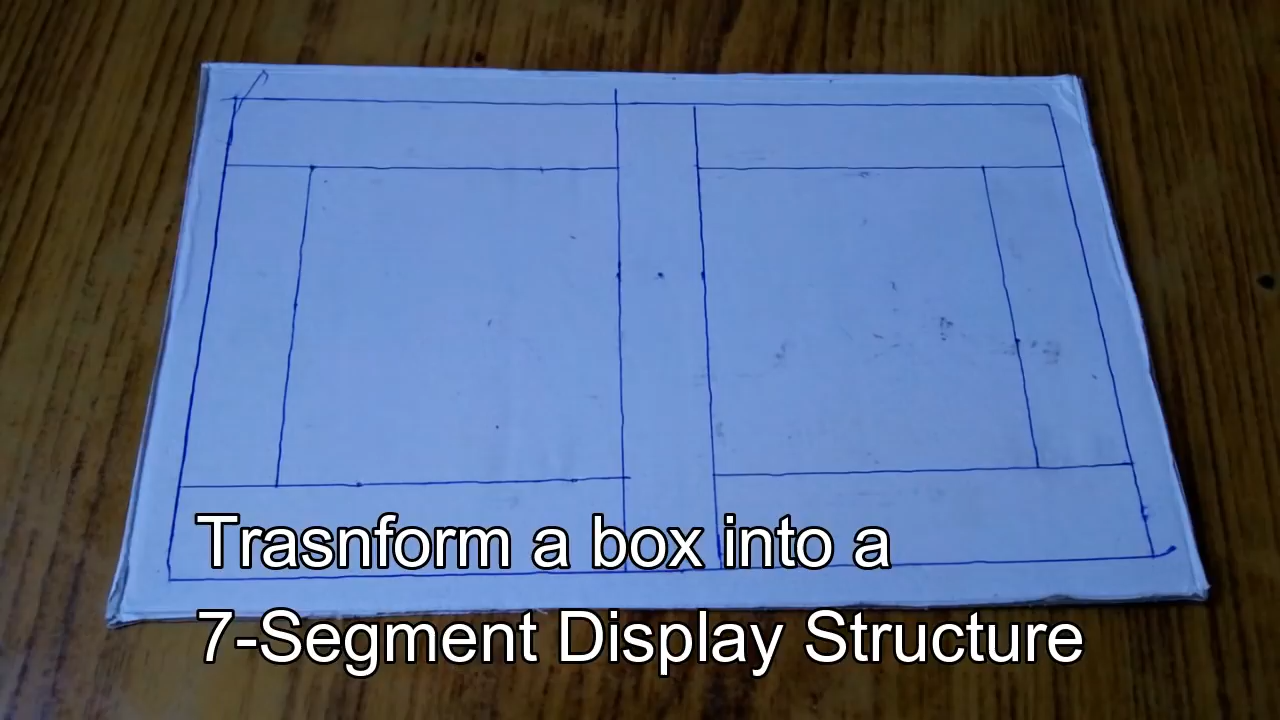 Trasnform a box into a
7-Segment Display Structure